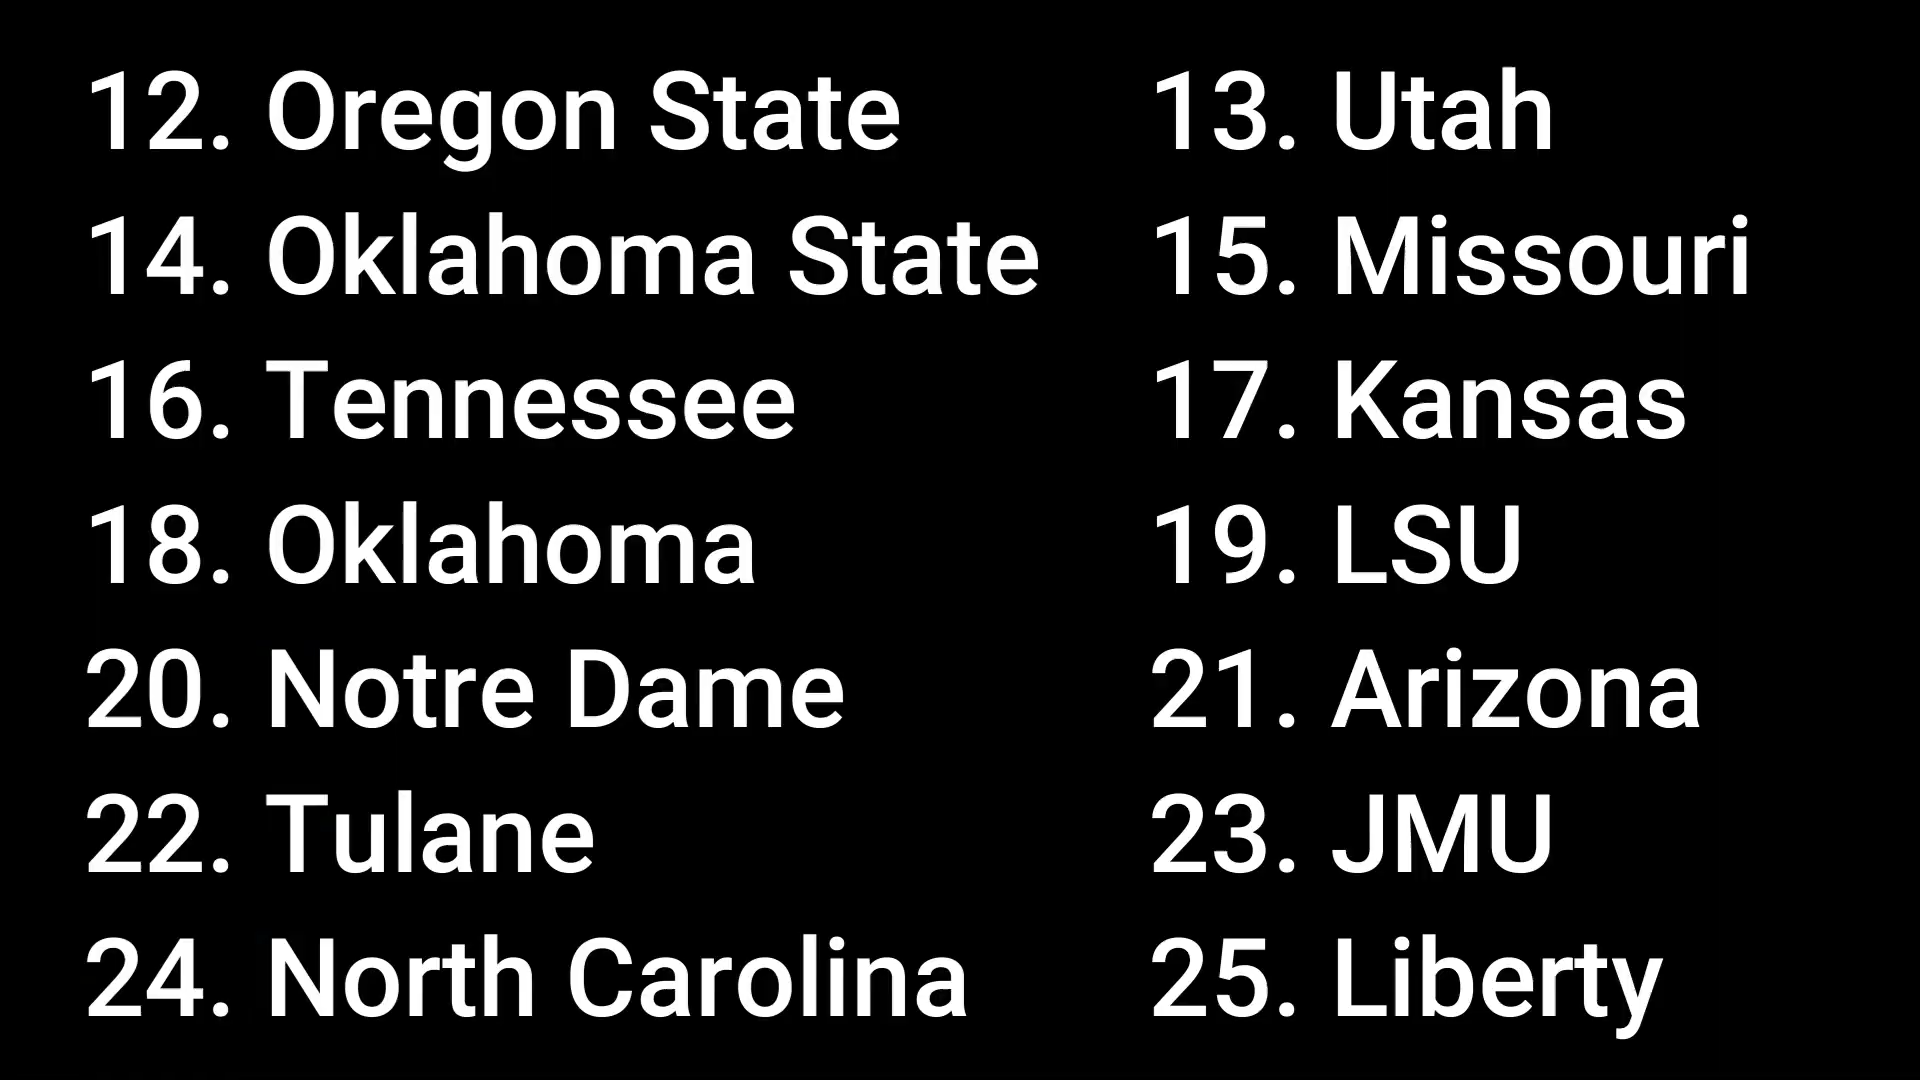 12. Oregon State
13. Utah
14. Oklahoma State
15. Missouri
16. Tennessee
17. Kansas
18. Oklahoma
19. LSU
20. Notre Dame
21. Arizona
22. Tulane
23. JMU
24. North Carolina
25. Liberty